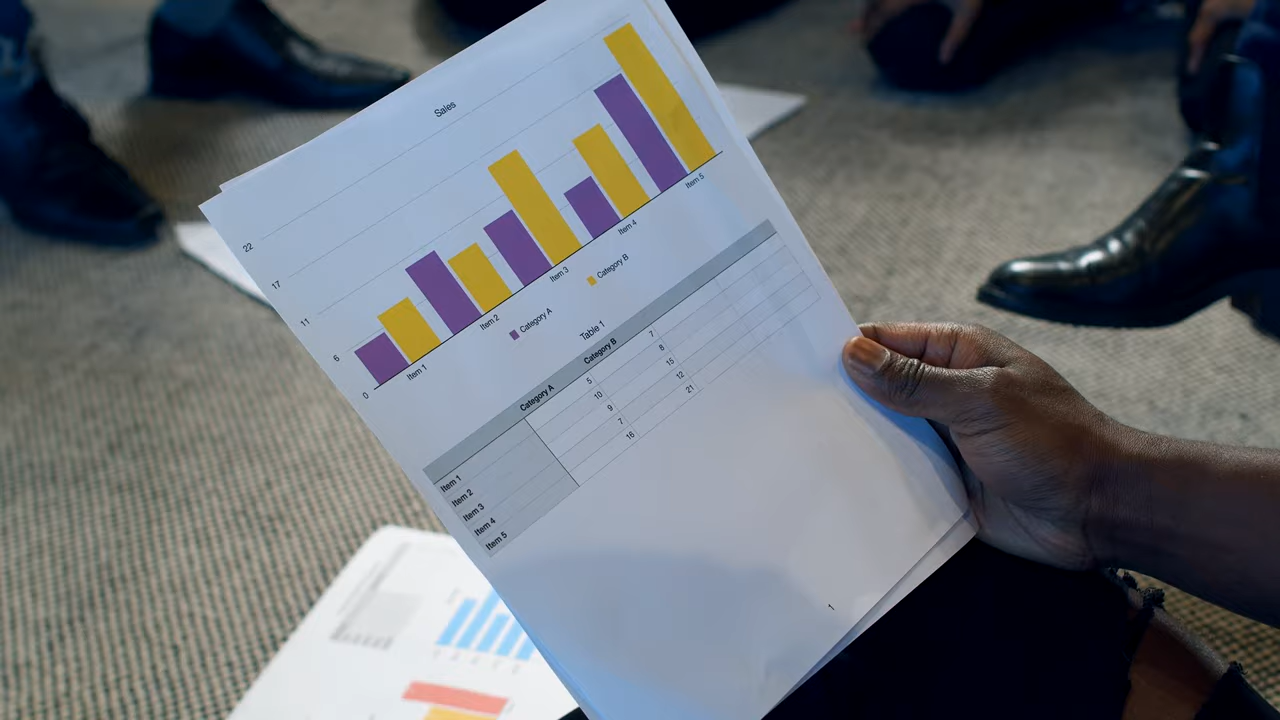 Sales
22
17
11
6
0
Item 1
Item 2
Item 3
Item 4
Item 5
Category A
Category B
Table 1
Category A Category B
Item 1 5 7
Item 2 10 8
Item 3 9 15
Item 4 7 12
Item 5 16 21
1